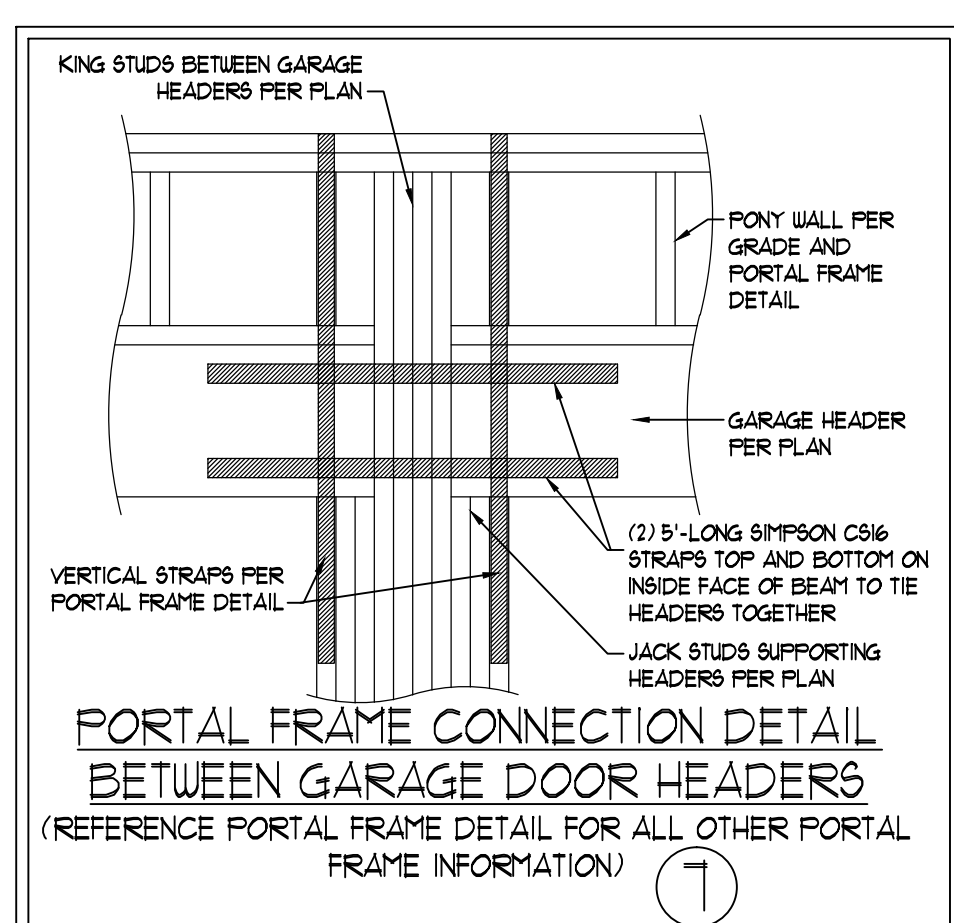 KING STUDS BETWEEN GARAGE
HEADERS PER PLAN
PONY WALL PER
GRADE AND
PORTAL FRAME
DETAIL
GARAGE HEADER
PER PLAN
(2) 5'-LONG SIMPSON CS16
STRAPS TOP AND BOTTOM ON
INSIDE FACE OF BEAM TO TIE
HEADERS TOGETHER
VERTICAL STRAPS PER
PORTAL FRAME DETAIL
JACK STUDS SUPPORTING
HEADERS PER PLAN
PORTAL FRAME CONNECTION DETAIL
BETWEEN GARAGE DOOR HEADERS
(REFERENCE PORTAL FRAME DETAIL FOR ALL OTHER PORTAL
FRAME INFORMATION)
7